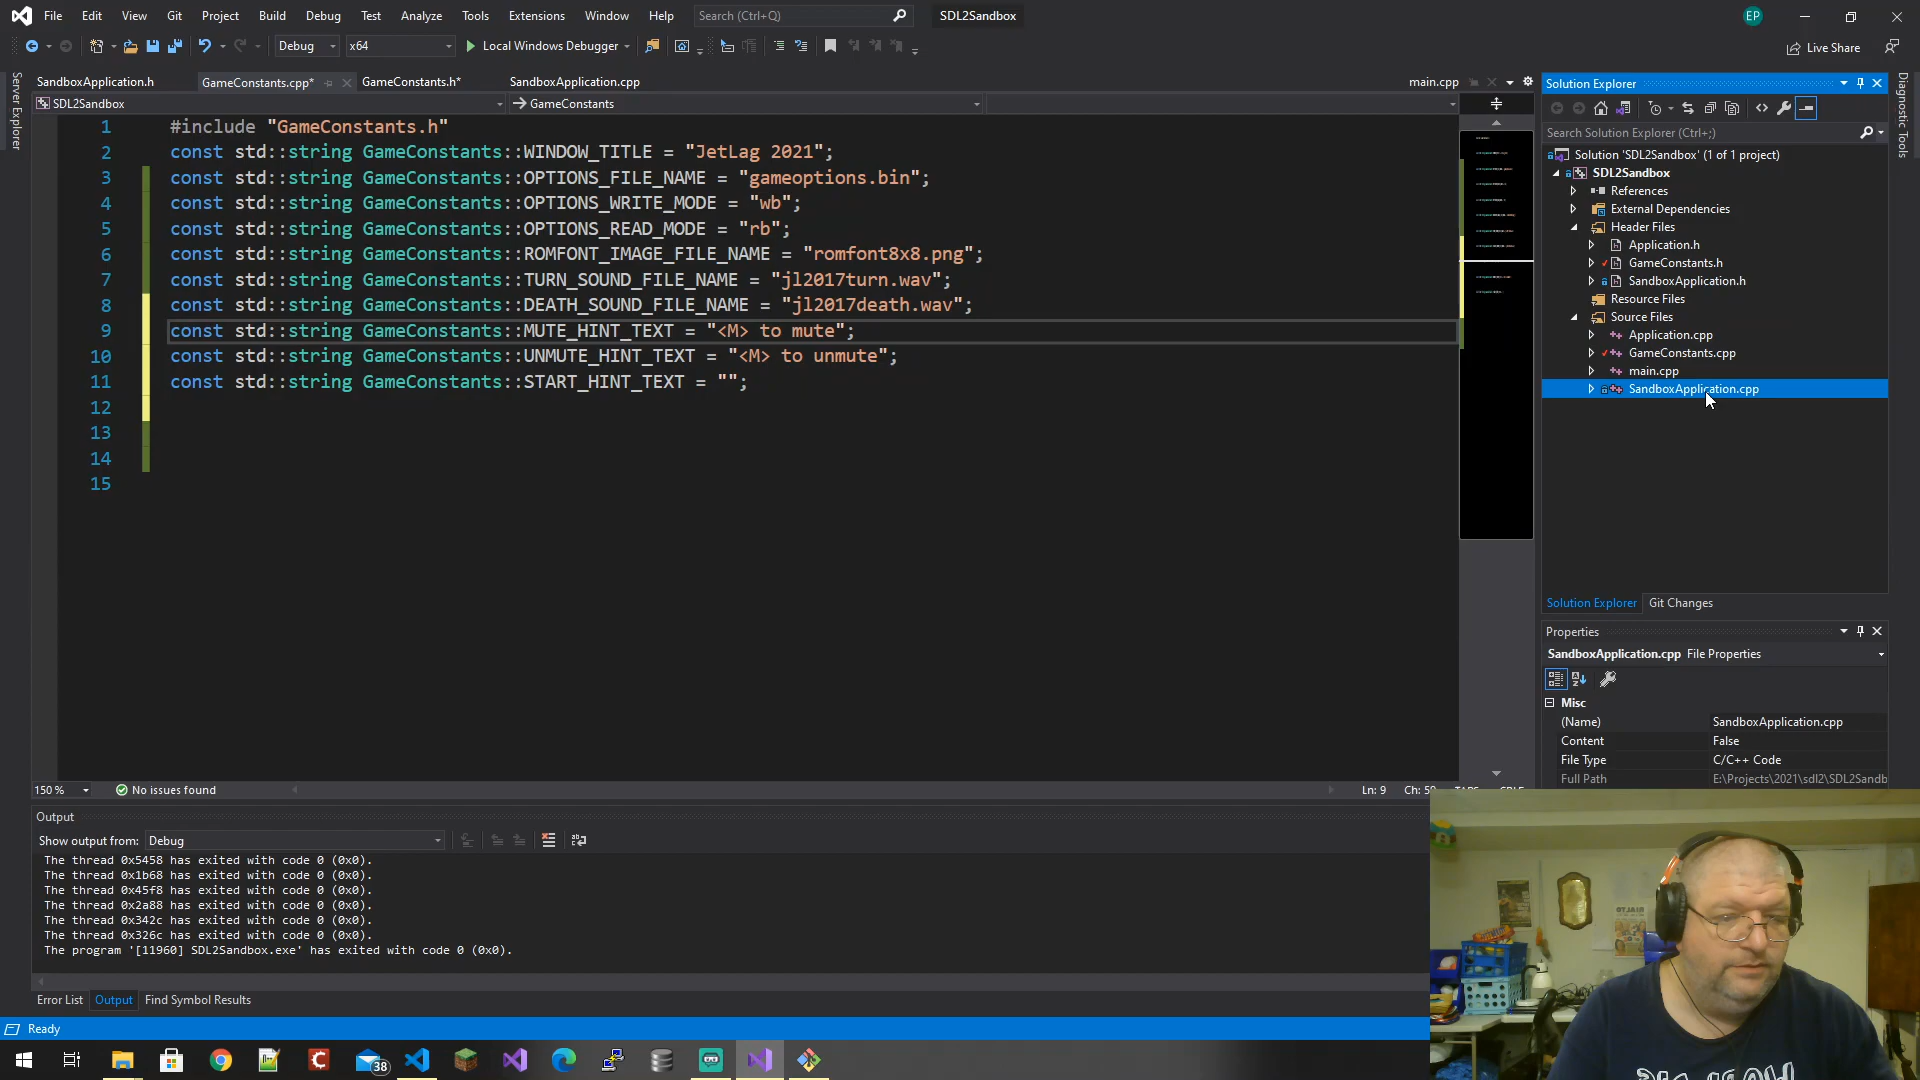 File Edit View Git Project Build Debug Test Analyze Tools Extensions Window Help Search (Ctrl+Q) SDL2Sandbox EP
Debug x64 Local Windows Debugger Live Share
Server Explorer
SandboxApplication.h GameConstants.cpp* GameConstants.h* SandboxApplication.cpp main.cpp
SDL2Sandbox GameConstants
1 #include "GameConstants.h"
2 const std::string GameConstants::WINDOW_TITLE = "JetLag 2021";
3 const std::string GameConstants::OPTIONS_FILE_NAME = "gameoptions.bin";
4 const std::string GameConstants::OPTIONS_WRITE_MODE = "wb";
5 const std::string GameConstants::OPTIONS_READ_MODE = "rb";
6 const std::string GameConstants::ROMFONT_IMAGE_FILE_NAME = "romfont8x8.png";
7 const std::string GameConstants::TURN_SOUND_FILE_NAME = "jl2017turn.wav";
8 const std::string GameConstants::DEATH_SOUND_FILE_NAME = "jl2017death.wav";
9 const std::string GameConstants::MUTE_HINT_TEXT = "<M> to mute";
10 const std::string GameConstants::UNMUTE_HINT_TEXT = "<M> to unmute";
11 const std::string GameConstants::START_HINT_TEXT = "";
12
13
14
15
150 % No issues found Ln: 9
Output
Show output from: Debug
The thread 0x5458 has exited with code 0 (0x0).
The thread 0x1b68 has exited with code 0 (0x0).
The thread 0x45f8 has exited with code 0 (0x0).
The thread 0x2a88 has exited with code 0 (0x0).
The thread 0x342c has exited with code 0 (0x0).
The thread 0x326c has exited with code 0 (0x0).
The program '[11960] SDL2Sandbox.exe' has exited with code 0 (0x0).
Error List Output Find Symbol Results
Ready
38
Solution Explorer
Search Solution Explorer (Ctrl+;)
Solution 'SDL2Sandbox' (1 of 1 project)
SDL2Sandbox
References
External Dependencies
Header Files
Application.h
GameConstants.h
SandboxApplication.h
Resource Files
Source Files
Application.cpp
GameConstants.cpp
main.cpp
SandboxApplication.cpp
Solution Explorer Git Changes
Properties
SandboxApplication.cpp File Properties
Misc
(Name) SandboxApplication.cpp
Content False
File Type C/C++ Code
Full Path E:\Projects\2021\sdl2\SDL2Sandb
Diagnostic Tools